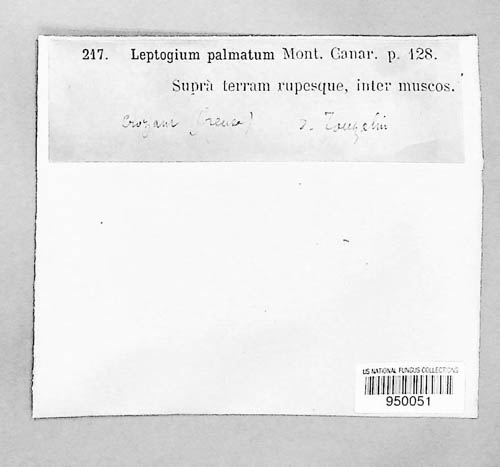 217. Leptogium palmatum Mont. Canar. p. 128.
Suprà terram rupesque, inter muscos.
Crozant (Creuse)
US NATIONAL FUNGUS COLLECTIONS
950051